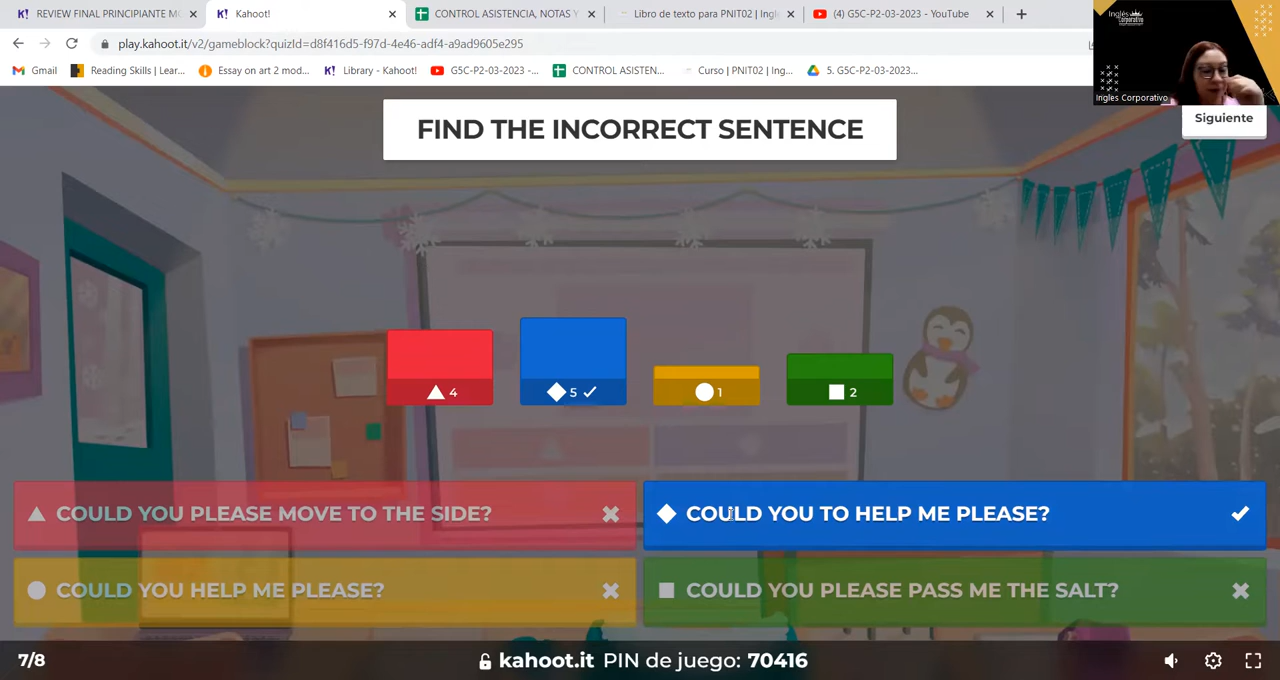 REVIEW FINAL PRINCIPIANTE MO
Kahoot!
CONTROL ASISTENCIA, NOTAS Y
Libro de texto para PNIT02 | Ingl
(4) G5C-P2-03-2023 - YouTube
play.kahoot.it/v2/gameblock?quizId=d8f416d5-f97d-4e46-adf4-a9ad9605e295
Gmail
Reading Skills | Lear...
Essay on art 2 mod...
Library - Kahoot!
G5C-P2-03-2023 -...
CONTROL ASISTEN...
Curso | PNIT02 | Ing...
5. G5C-P2-03-2023...
Inglés
Corporativo
Ingles Corporativo
Siguiente
FIND THE INCORRECT SENTENCE
4
5
1
2
COULD YOU PLEASE MOVE TO THE SIDE?
COULD YOU TO HELP ME PLEASE?
COULD YOU HELP ME PLEASE?
COULD YOU PLEASE PASS ME THE SALT?
7/8
kahoot.it PIN de juego: 70416